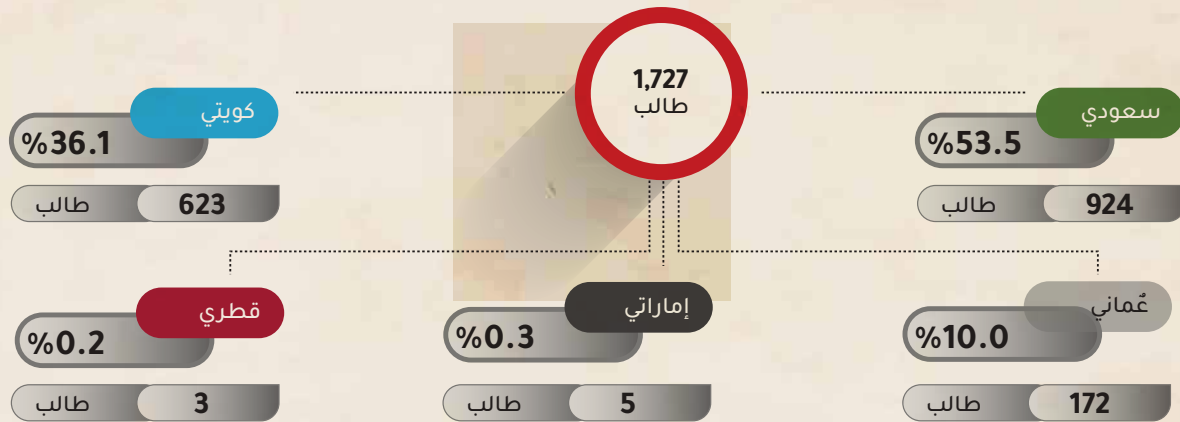 1,727
طالب
سعودي
%53.5
924 طالب
كويتي
%36.1
623 طالب
عُماني
%10.0
172 طالب
إماراتي
%0.3
5 طالب
قطري
%0.2
3 طالب